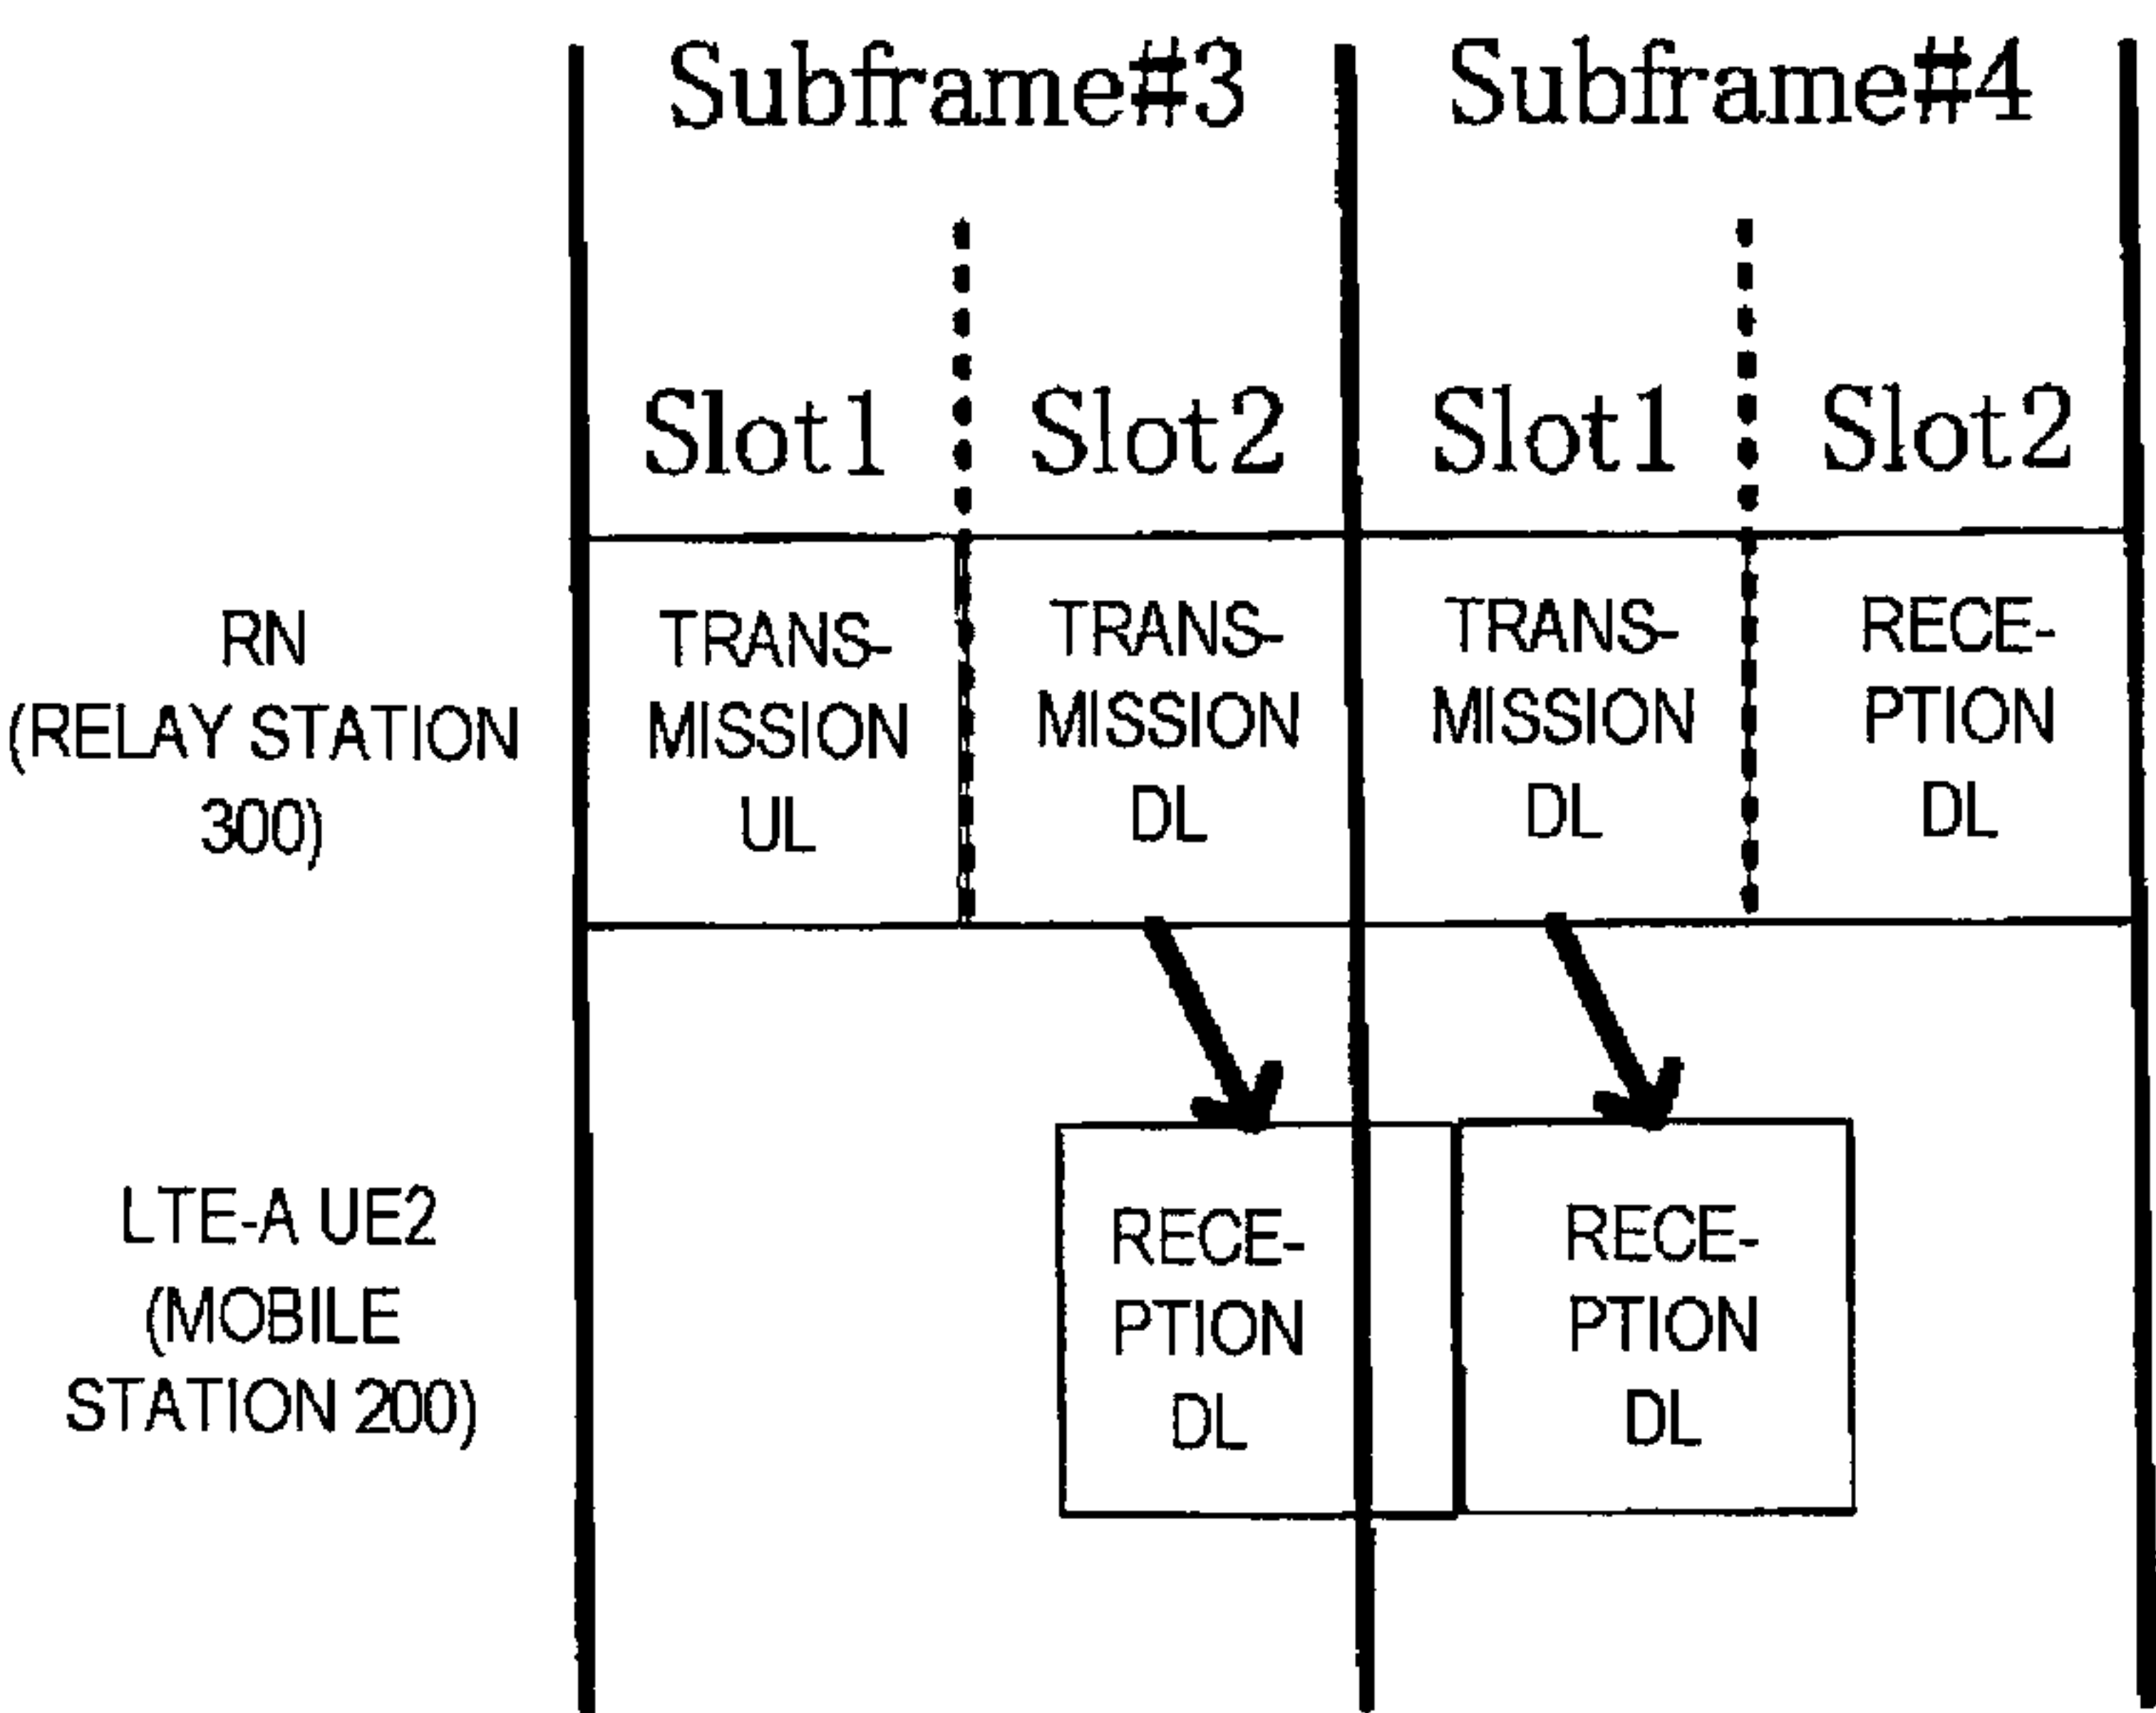 Subframe#3 Subframe#4
Slot1 Slot2 Slot1 Slot2
RN
(RELAY STATION
300)
TRANS-
MISSION
UL
TRANS-
MISSION
DL
TRANS-
MISSION
DL
RECE-
PTION
DL
LTE-A UE2
(MOBILE
STATION 200)
RECE-
PTION
DL
RECE-
PTION
DL